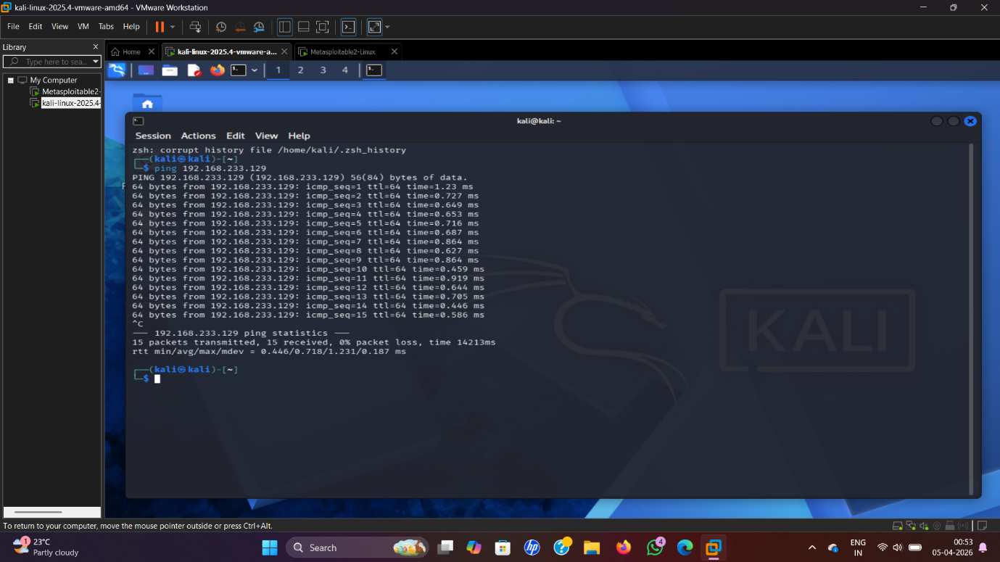 kali-linux-2025.4-vmware-amd64 - VMware Workstation
File Edit View VM Tabs Help
Library
Type here to sea...
My Computer
Metasploitable2-
kali-linux-2025.4-
Home
kali-linux-2025.4-vmware-a...
Metasploitable2-Linux
1 2 3 4
kali@kali: ~
Session Actions Edit View Help
zsh: corrupt history file /home/kali/.zsh_history
┌──(kali㉿kali)-[~]
└─$ ping 192.168.233.129
PING 192.168.233.129 (192.168.233.129) 56(84) bytes of data.
64 bytes from 192.168.233.129: icmp_seq=1 ttl=64 time=1.23 ms
64 bytes from 192.168.233.129: icmp_seq=2 ttl=64 time=0.727 ms
64 bytes from 192.168.233.129: icmp_seq=3 ttl=64 time=0.649 ms
64 bytes from 192.168.233.129: icmp_seq=4 ttl=64 time=0.653 ms
64 bytes from 192.168.233.129: icmp_seq=5 ttl=64 time=0.716 ms
64 bytes from 192.168.233.129: icmp_seq=6 ttl=64 time=0.687 ms
64 bytes from 192.168.233.129: icmp_seq=7 ttl=64 time=0.864 ms
64 bytes from 192.168.233.129: icmp_seq=8 ttl=64 time=0.627 ms
64 bytes from 192.168.233.129: icmp_seq=9 ttl=64 time=0.864 ms
64 bytes from 192.168.233.129: icmp_seq=10 ttl=64 time=0.459 ms
64 bytes from 192.168.233.129: icmp_seq=11 ttl=64 time=0.919 ms
64 bytes from 192.168.233.129: icmp_seq=12 ttl=64 time=0.644 ms
64 bytes from 192.168.233.129: icmp_seq=13 ttl=64 time=0.705 ms
64 bytes from 192.168.233.129: icmp_seq=14 ttl=64 time=0.446 ms
64 bytes from 192.168.233.129: icmp_seq=15 ttl=64 time=0.586 ms
^C
─── 192.168.233.129 ping statistics ───
15 packets transmitted, 15 received, 0% packet loss, time 14213ms
rtt min/avg/max/mdev = 0.446/0.718/1.231/0.187 ms
┌──(kali㉿kali)-[~]
└─$
KALI
To return to your computer, move the mouse pointer outside or press Ctrl+Alt.
1
23°C
Partly cloudy
Search
hp
4
ENG
IN
00:53
05-04-2026